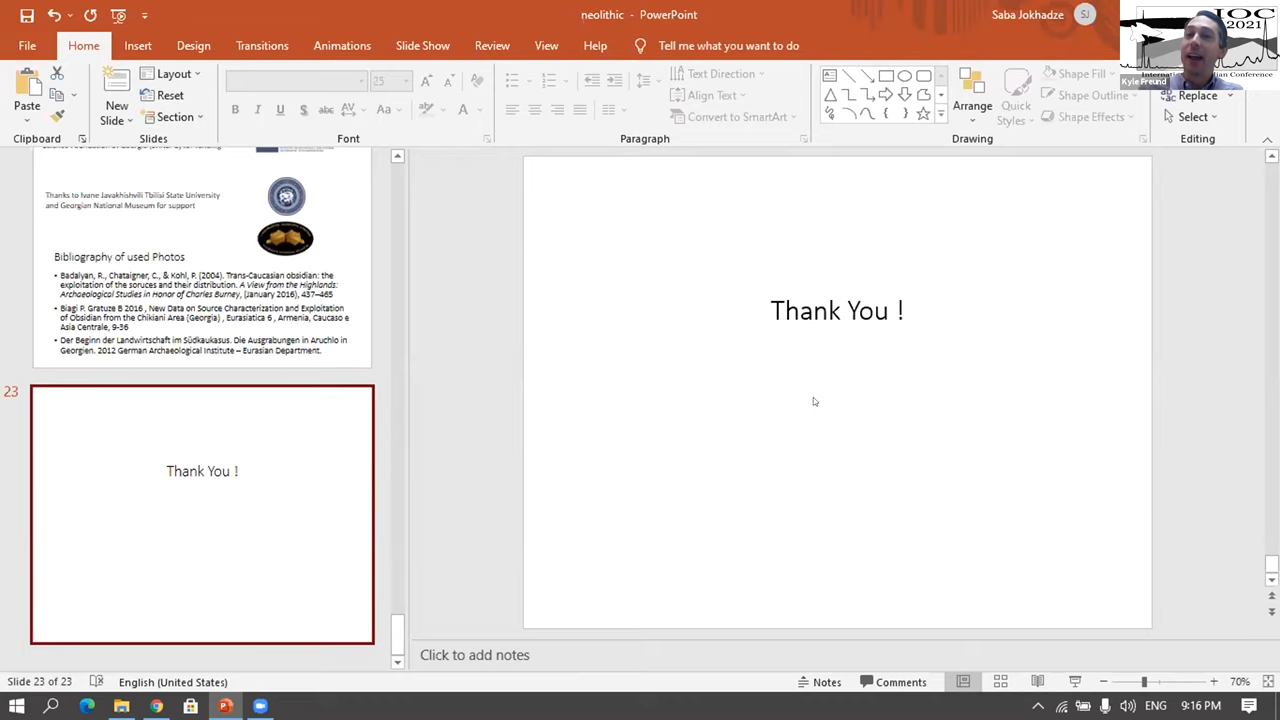 neolithic - PowerPoint
Saba Jokhadze
SJ
File
Home
Insert
Design
Transitions
Animations
Slide Show
Review
View
Help
Tell me what you want to do
IOC
2021
Kyle Freund
Paste
Clipboard
New
Slide
Layout
Reset
Section
Slides
25
B I U S abc AV Aa A
Font
Text Direction
Align Text
Convert to SmartArt
Paragraph
Arrange
Quick
Styles
Shape Fill
Shape Outline
Shape Effects
Drawing
Replace
Select
Editing
Thanks to Ivane Javakhishvili Tbilisi State University
and Georgian National Museum for support
Bibliography of used Photos
• Badalyan, R., Chataigner, C., & Kohl, P. (2004). Trans-Caucasian obsidian: the
exploitation of the soruces and their distribution. A View from the Highlands:
Archaeological Studies in Honor of Charles Burney, (January 2016), 437–465
• Biagi P. Gratuze B 2016 , New Data on Source Characterization and Exploitation
of Obsidian from the Chikiani Area (Georgia) , Eurasiatica 6 , Armenia, Caucaso e
Asia Centrale, 9-36
• Der Beginn der Landwirtschaft im Südkaukasus. Die Ausgrabungen in Aruchlo in
Georgien. 2012 German Archaeological Institute – Eurasian Department.
23
Thank You !
Thank You !
Click to add notes
Slide 23 of 23
English (United States)
Notes
Comments
70%
ENG
9:16 PM